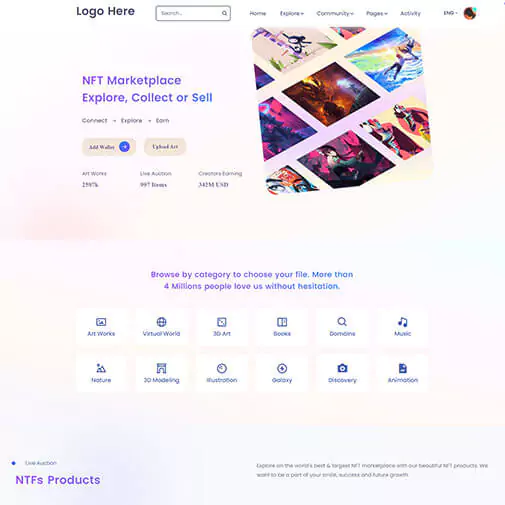 Logo Here
Search...
Home Explore Community Pages Activity
ENG
NFT Marketplace
Explore, Collect or Sell
Connect Explore Earn
Add Wallet
Upload Art
Art Works Live Auction Creators Earning
2597k 997 Items 342M USD
Browse by category to choose your file. More than
4 Millions people love us without hesitation.
Art Works Virtual World 3D Art Books Domains Music
Nature 3D Modeling Illustration Galaxy Discovery Animation
Live Auction
NTFs Products
Explore on the world's best & largest NFT marketplace with our beautiful NFT products. We
want to be a part of your smile, success and future growth.